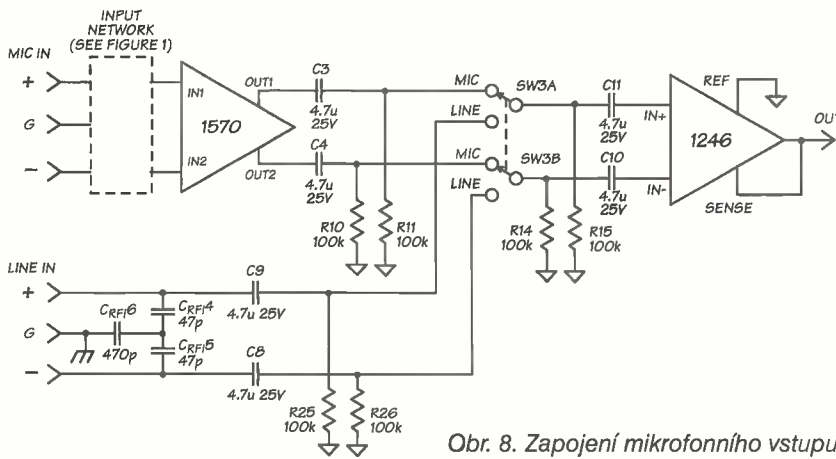 INPUT
NETWORK
(SEE FIGURE 1)
MIC IN
+
G
−
IN1
IN2
1570
OUT1
OUT2
C3
4.7u
25V
C4
4.7u
25V
R10
100k
R11
100k
MIC
LINE
MIC
LINE
SW3A
SW3B
C11
4.7u
25V
C10
4.7u
25V
R14
100k
R15
100k
IN+
IN-
REF
1246
SENSE
OUT
LINE IN
+
G
−
CRFI6
470p
CRFI4
47p
CRFI5
47p
C9
4.7u 25V
C8
4.7u 25V
R25
100k
R26
100k
Obr. 8. Zapojení mikrofonního vstupu